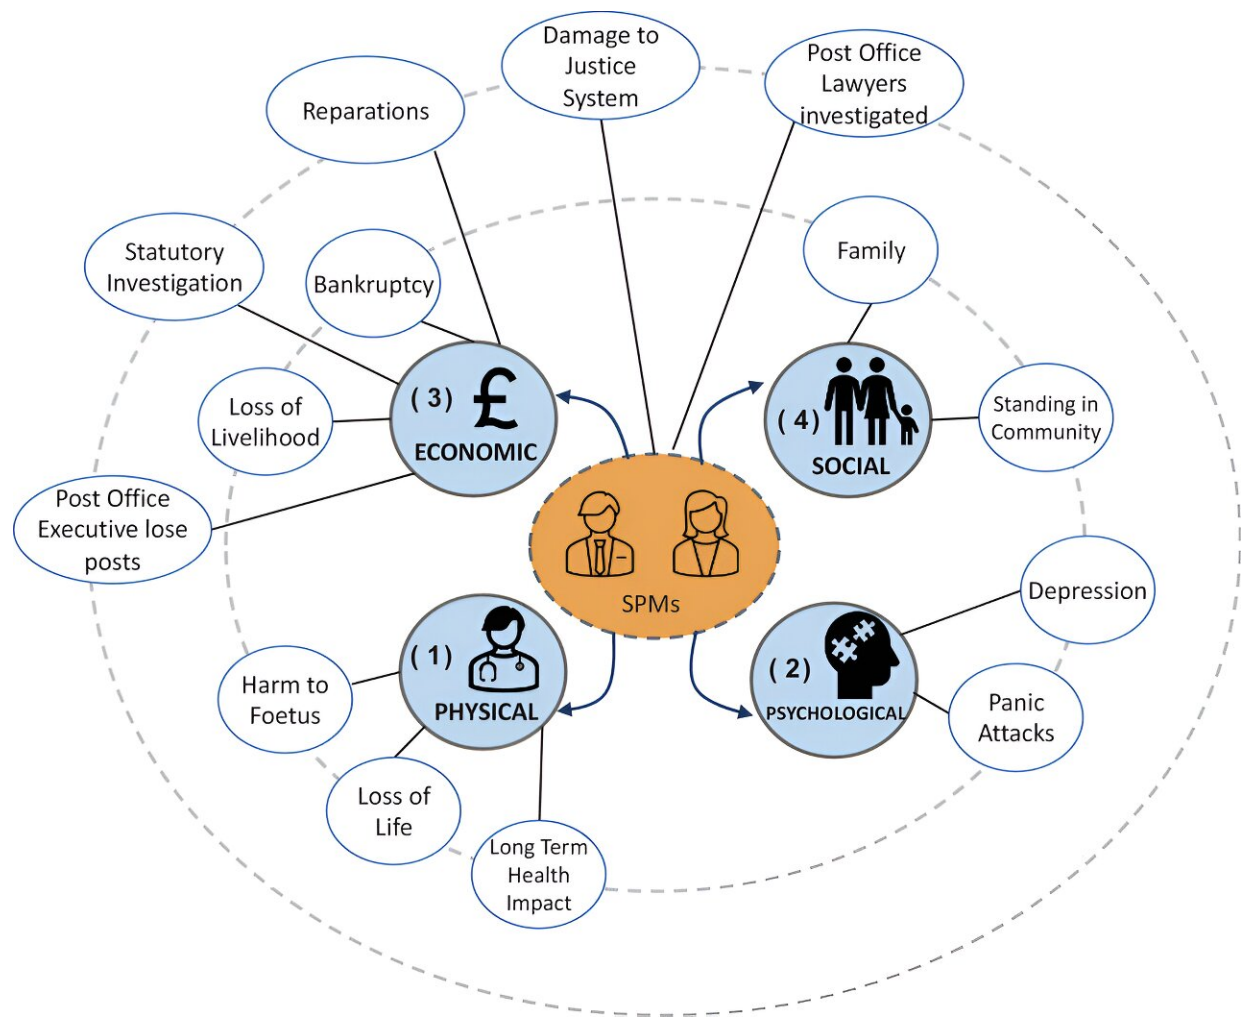 Damage to
Justice
System
Post Office
Lawyers
investigated
Reparations
Statutory
Investigation
Bankruptcy
Family
Loss of
Livelihood
( 3 )
£
ECONOMIC
( 4 )
SOCIAL
Standing in
Community
Post Office
Executive lose
posts
SPMs
Depression
Harm to
Foetus
( 1 )
PHYSICAL
( 2 )
PSYCHOLOGICAL
Panic
Attacks
Loss of
Life
Long Term
Health
Impact